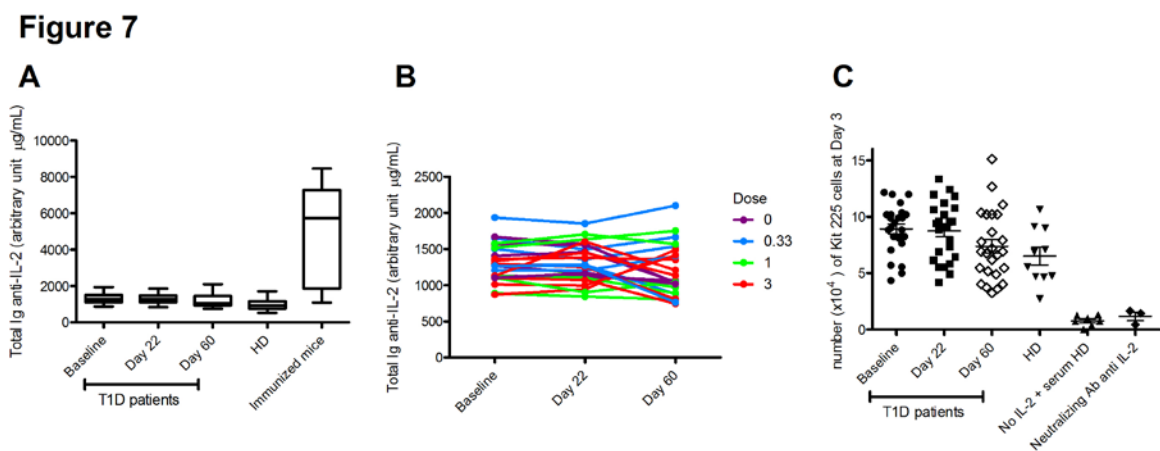 Figure 7
A
Total Ig anti-IL-2 (arbitrary unit µg/mL)
10000
8000
6000
4000
2000
0
Baseline
Day 22
Day 60
HD
Immunized mice
T1D patients
B
Total Ig anti-IL-2 (arbitrary unit µg/mL)
2500
2000
1500
1000
500
0
Baseline
Day 22
Day 60
Dose
0
0.33
1
3
C
number (x10⁴) of Kit 225 cells at Day 3
15
10
5
0
Baseline
Day 22
Day 60
HD
No IL-2 + serum HD
Neutralizing Ab anti IL-2
T1D patients